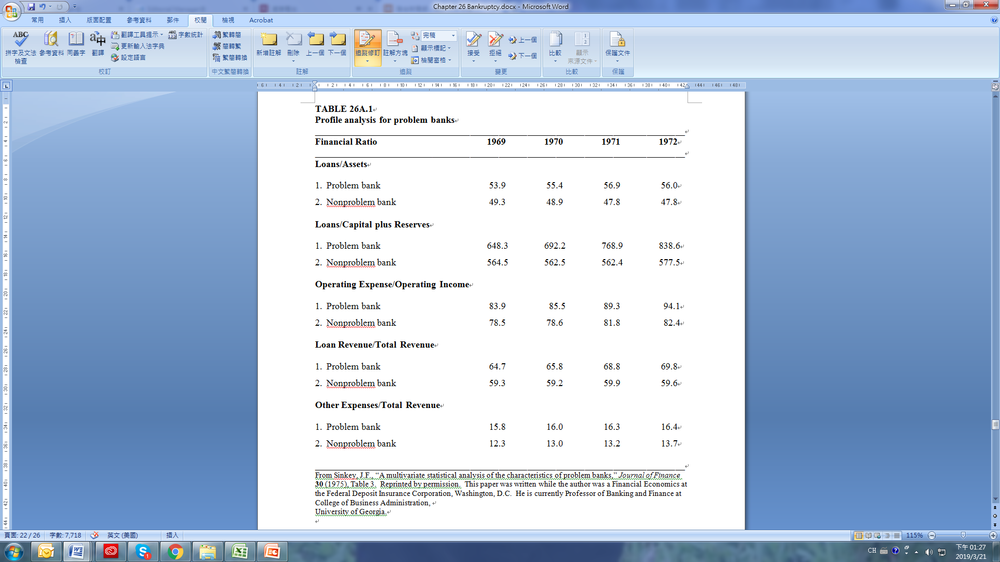 Chapter 26 Bankruptcy.docx - Microsoft Word
常用 插入 版面配置 參考資料 郵件 校閱 檢視 Acrobat
ABC 拼字及文法檢查 參考資料 同義字 翻譯 翻譯工具提示 ABC 123 字數統計
更新輸入法字典
設定語言
校訂
繁轉簡
簡轉繁
繁簡轉換
中文繁簡轉換
新增註解 刪除 上一個 下一個
註解
追蹤修訂 註解方塊 完稿
顯示標記
檢閱窗格
追蹤
接受 拒絕 上一個
下一個
變更
比較 顯示來源文件
比較
保護文件
保護
TABLE 26A.1
Profile analysis for problem banks
Financial Ratio 1969 1970 1971 1972
Loans/Assets
1. Problem bank 53.9 55.4 56.9 56.0
2. Nonproblem bank 49.3 48.9 47.8 47.8
Loans/Capital plus Reserves
1. Problem bank 648.3 692.2 768.9 838.6
2. Nonproblem bank 564.5 562.5 562.4 577.5
Operating Expense/Operating Income
1. Problem bank 83.9 85.5 89.3 94.1
2. Nonproblem bank 78.5 78.6 81.8 82.4
Loan Revenue/Total Revenue
1. Problem bank 64.7 65.8 68.8 69.8
2. Nonproblem bank 59.3 59.2 59.9 59.6
Other Expenses/Total Revenue
1. Problem bank 15.8 16.0 16.3 16.4
2. Nonproblem bank 12.3 13.0 13.2 13.7
From Sinkey, J.F., “A multivariate statistical analysis of the characteristics of problem banks,” Journal of Finance
30 (1975), Table 3. Reprinted by permission. This paper was written while the author was a Financial Economics at
the Federal Deposit Insurance Corporation, Washington, D.C. He is currently Professor of Banking and Finance at
College of Business Administration,
University of Georgia.
頁面: 22 / 26 字數: 7,718 英文 (美國) 插入 115%
CH 下午 01:27
2019/3/21